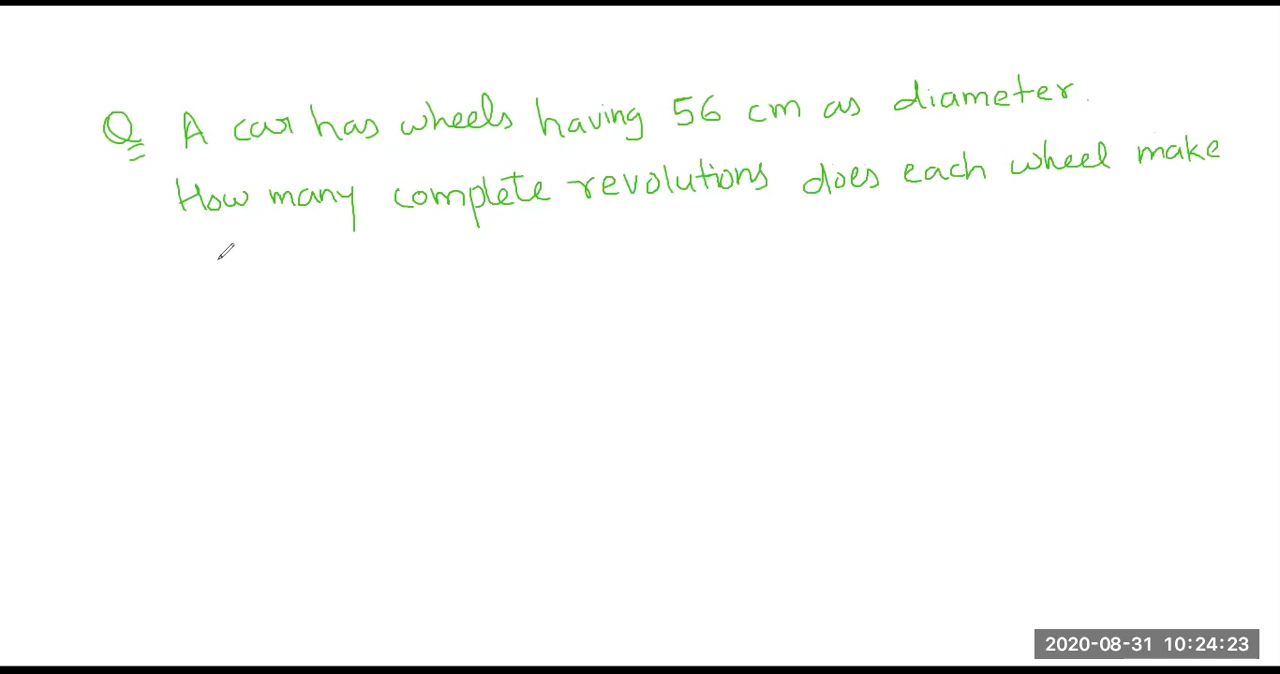 Q A car has wheels having 56 cm as diameter.
How many complete revolutions does each wheel make
2020-08-31 10:24:23